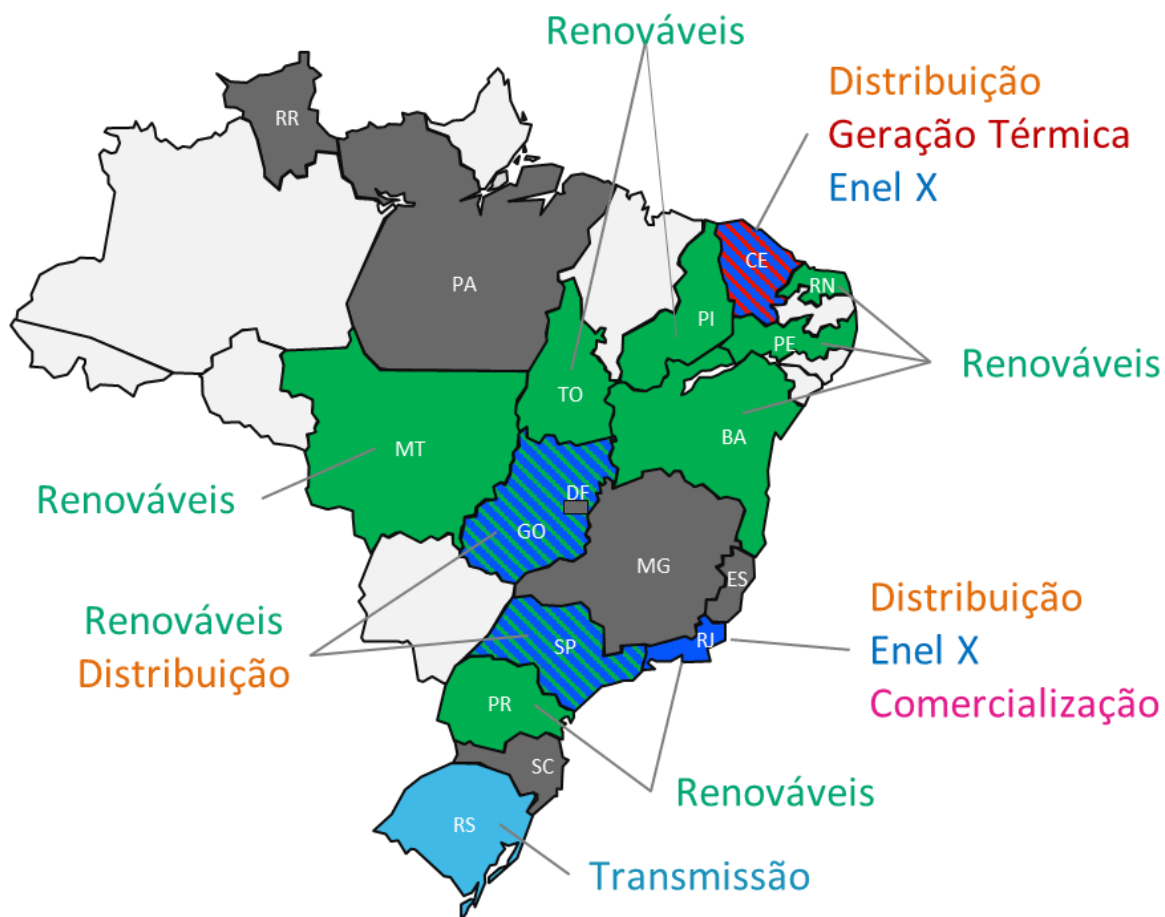 Renováveis
Distribuição
Geração Térmica
Enel X
RR
PA
CE
RN
PI
PE
Renováveis
TO
BA
MT
Renováveis
DF
GO
MG
ES
Distribuição
Enel X
Comercialização
Renováveis
Distribuição
SP
RJ
PR
SC
Renováveis
RS
Transmissão